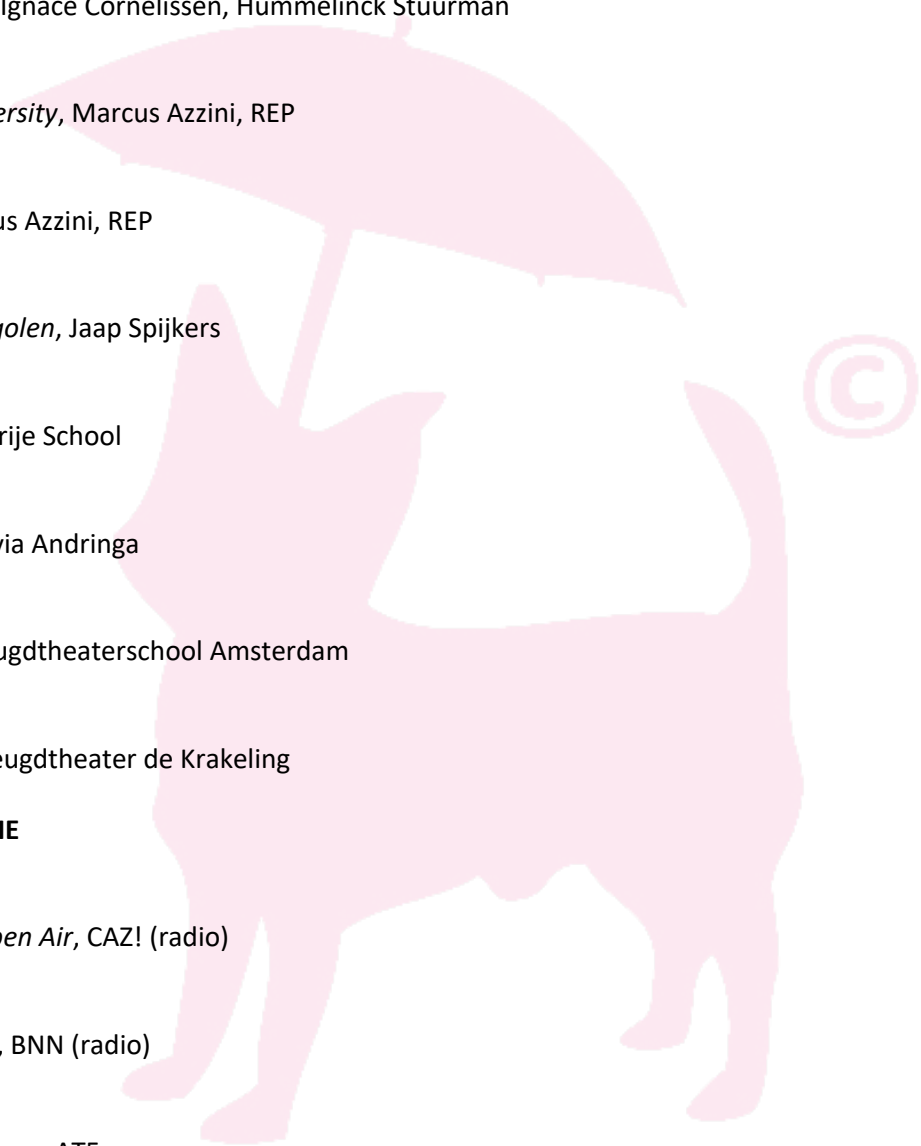 Ignace Cornelissen, Hummelinck Stuurman
ersity, Marcus Azzini, REP
us Azzini, REP
golen, Jaap Spijkers
rije School
via Andringa
ugdtheaterschool Amsterdam
eugdtheater de Krakeling
IE
pen Air, CAZ! (radio)
, BNN (radio)
©